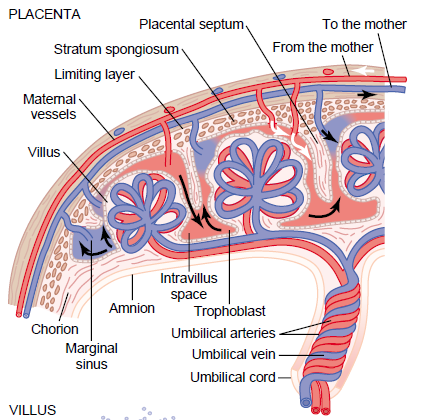 PLACENTA
Placental septum
To the mother
Stratum spongiosum
From the mother
Limiting layer
Maternal
vessels
Villus
Intravillus
space
Trophoblast
Amnion
Chorion
Marginal
sinus
Umbilical arteries
Umbilical vein
Umbilical cord
VILLUS